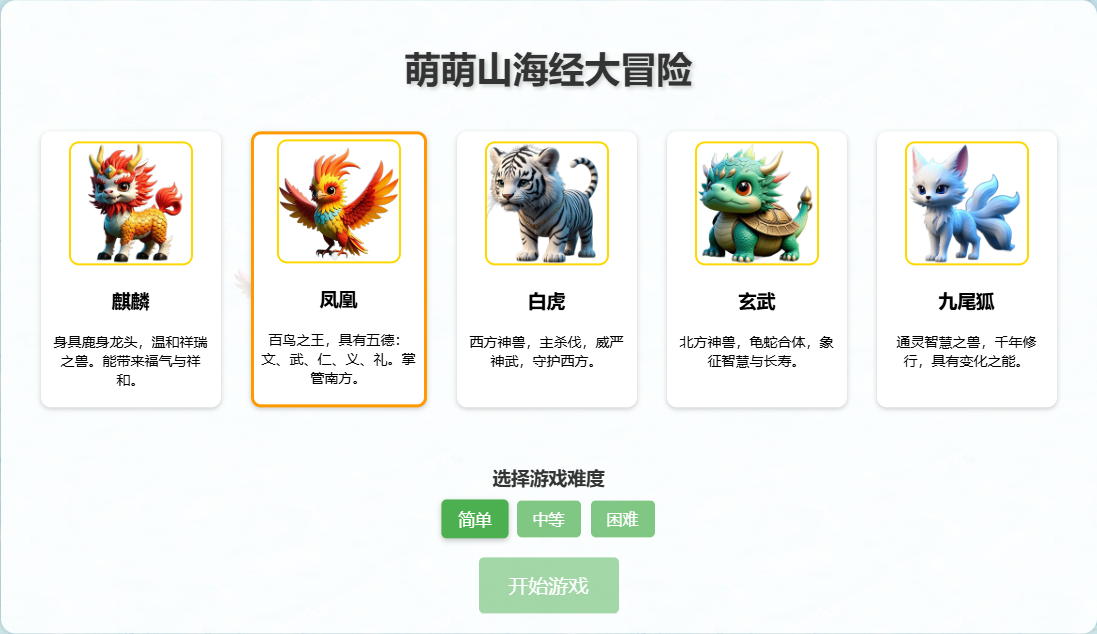 萌萌山海经大冒险
麒麟
身具鹿身龙头，温和祥瑞
之兽。能带来福气与祥
和。
凤凰
百鸟之王，具有五德：
文、武、仁、义、礼。掌
管南方。
白虎
西方神兽，主杀伐，威严
神武，守护西方。
玄武
北方神兽，龟蛇合体，象
征智慧与长寿。
九尾狐
通灵智慧之兽，千年修
行，具有变化之能。
选择游戏难度
简单
中等
困难
开始游戏